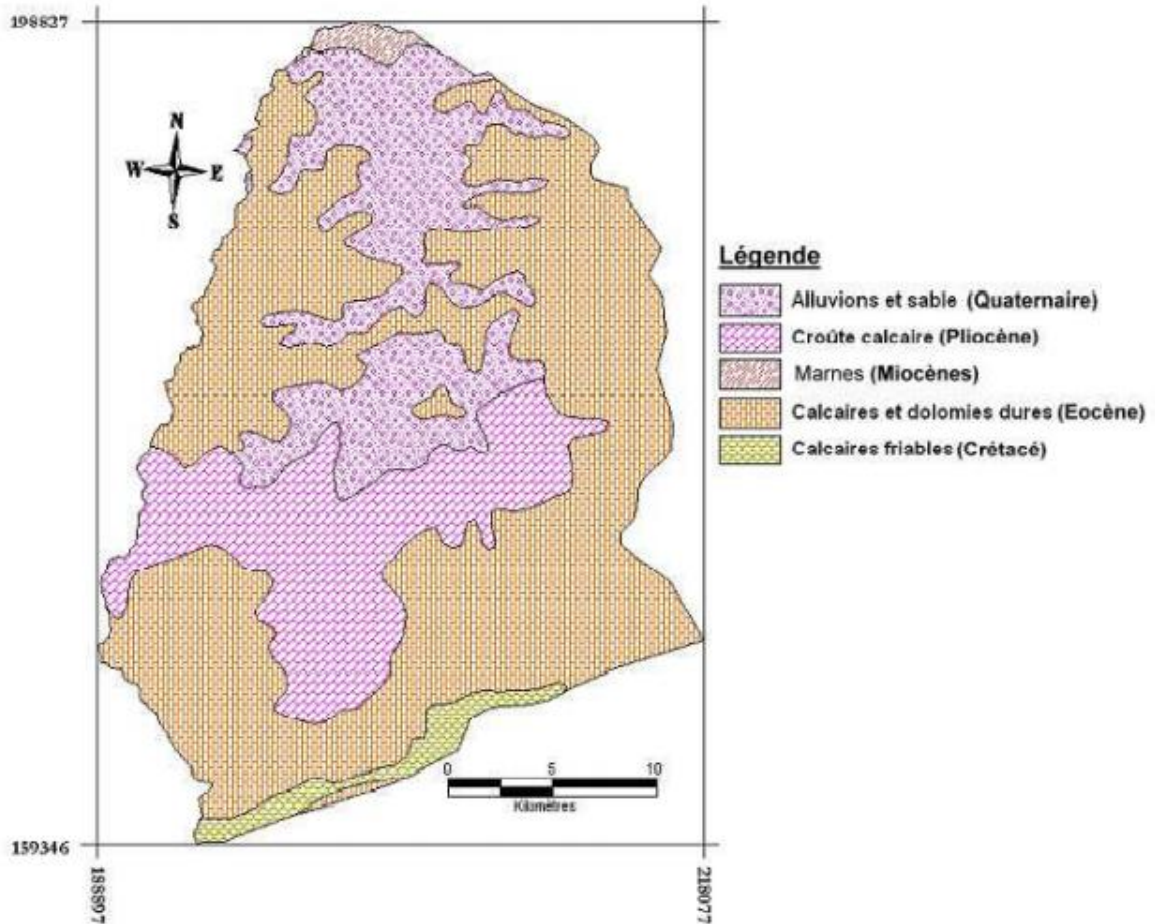 198837
N
W E
S
Légende
Alluvions et sable (Quaternaire)
Croûte calcaire (Pliocène)
Marnes (Miocènes)
Calcaires et dolomies dures (Eocène)
Calcaires friables (Crétacé)
0 5 10
Kilomètres
159346
188897
218077